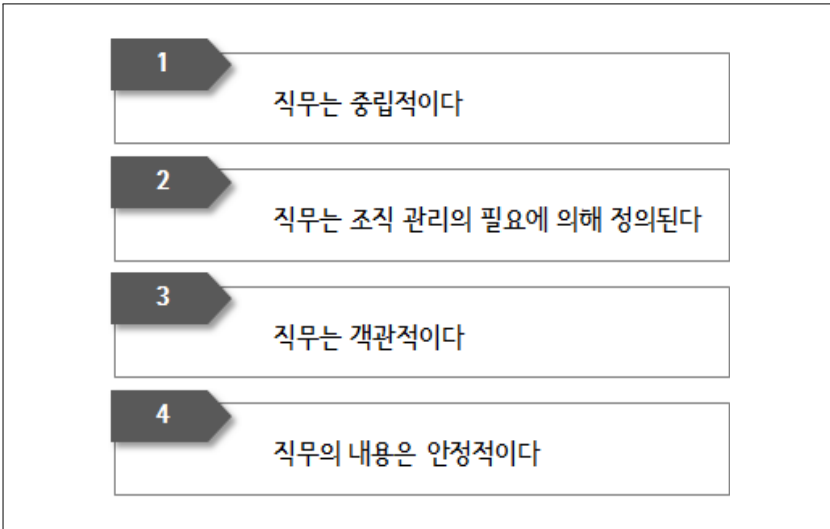 1
직무는 중립적이다
2
직무는 조직 관리의 필요에 의해 정의된다
3
직무는 객관적이다
4
직무의 내용은 안정적이다